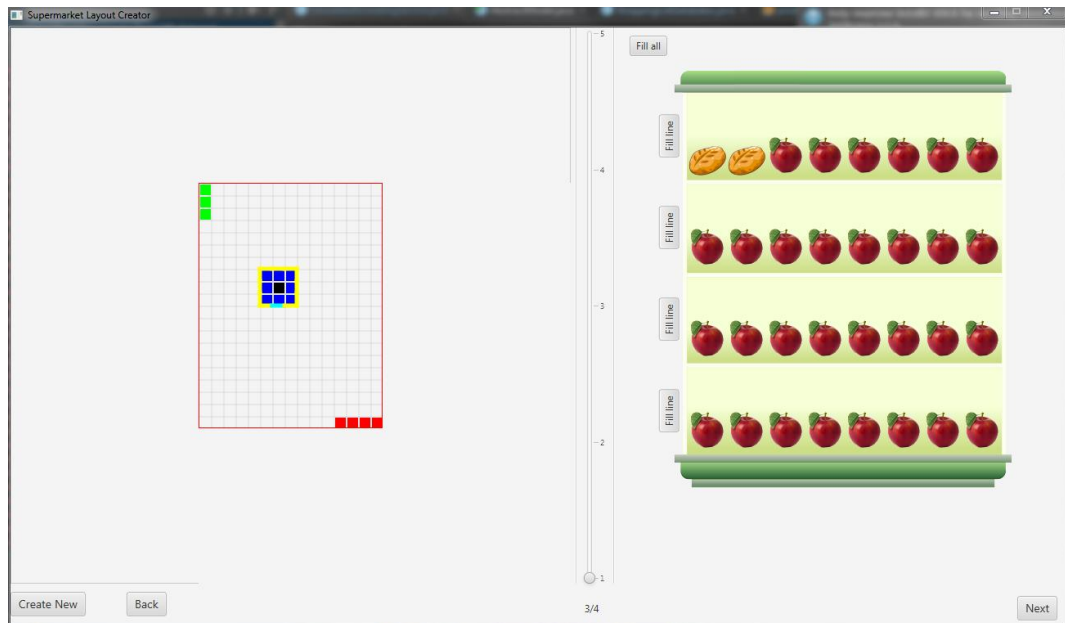 Supermarket Layout Creator
5
4
3
2
1
Fill all
Fill line
Fill line
Fill line
Fill line
Create New
Back
3/4
Next